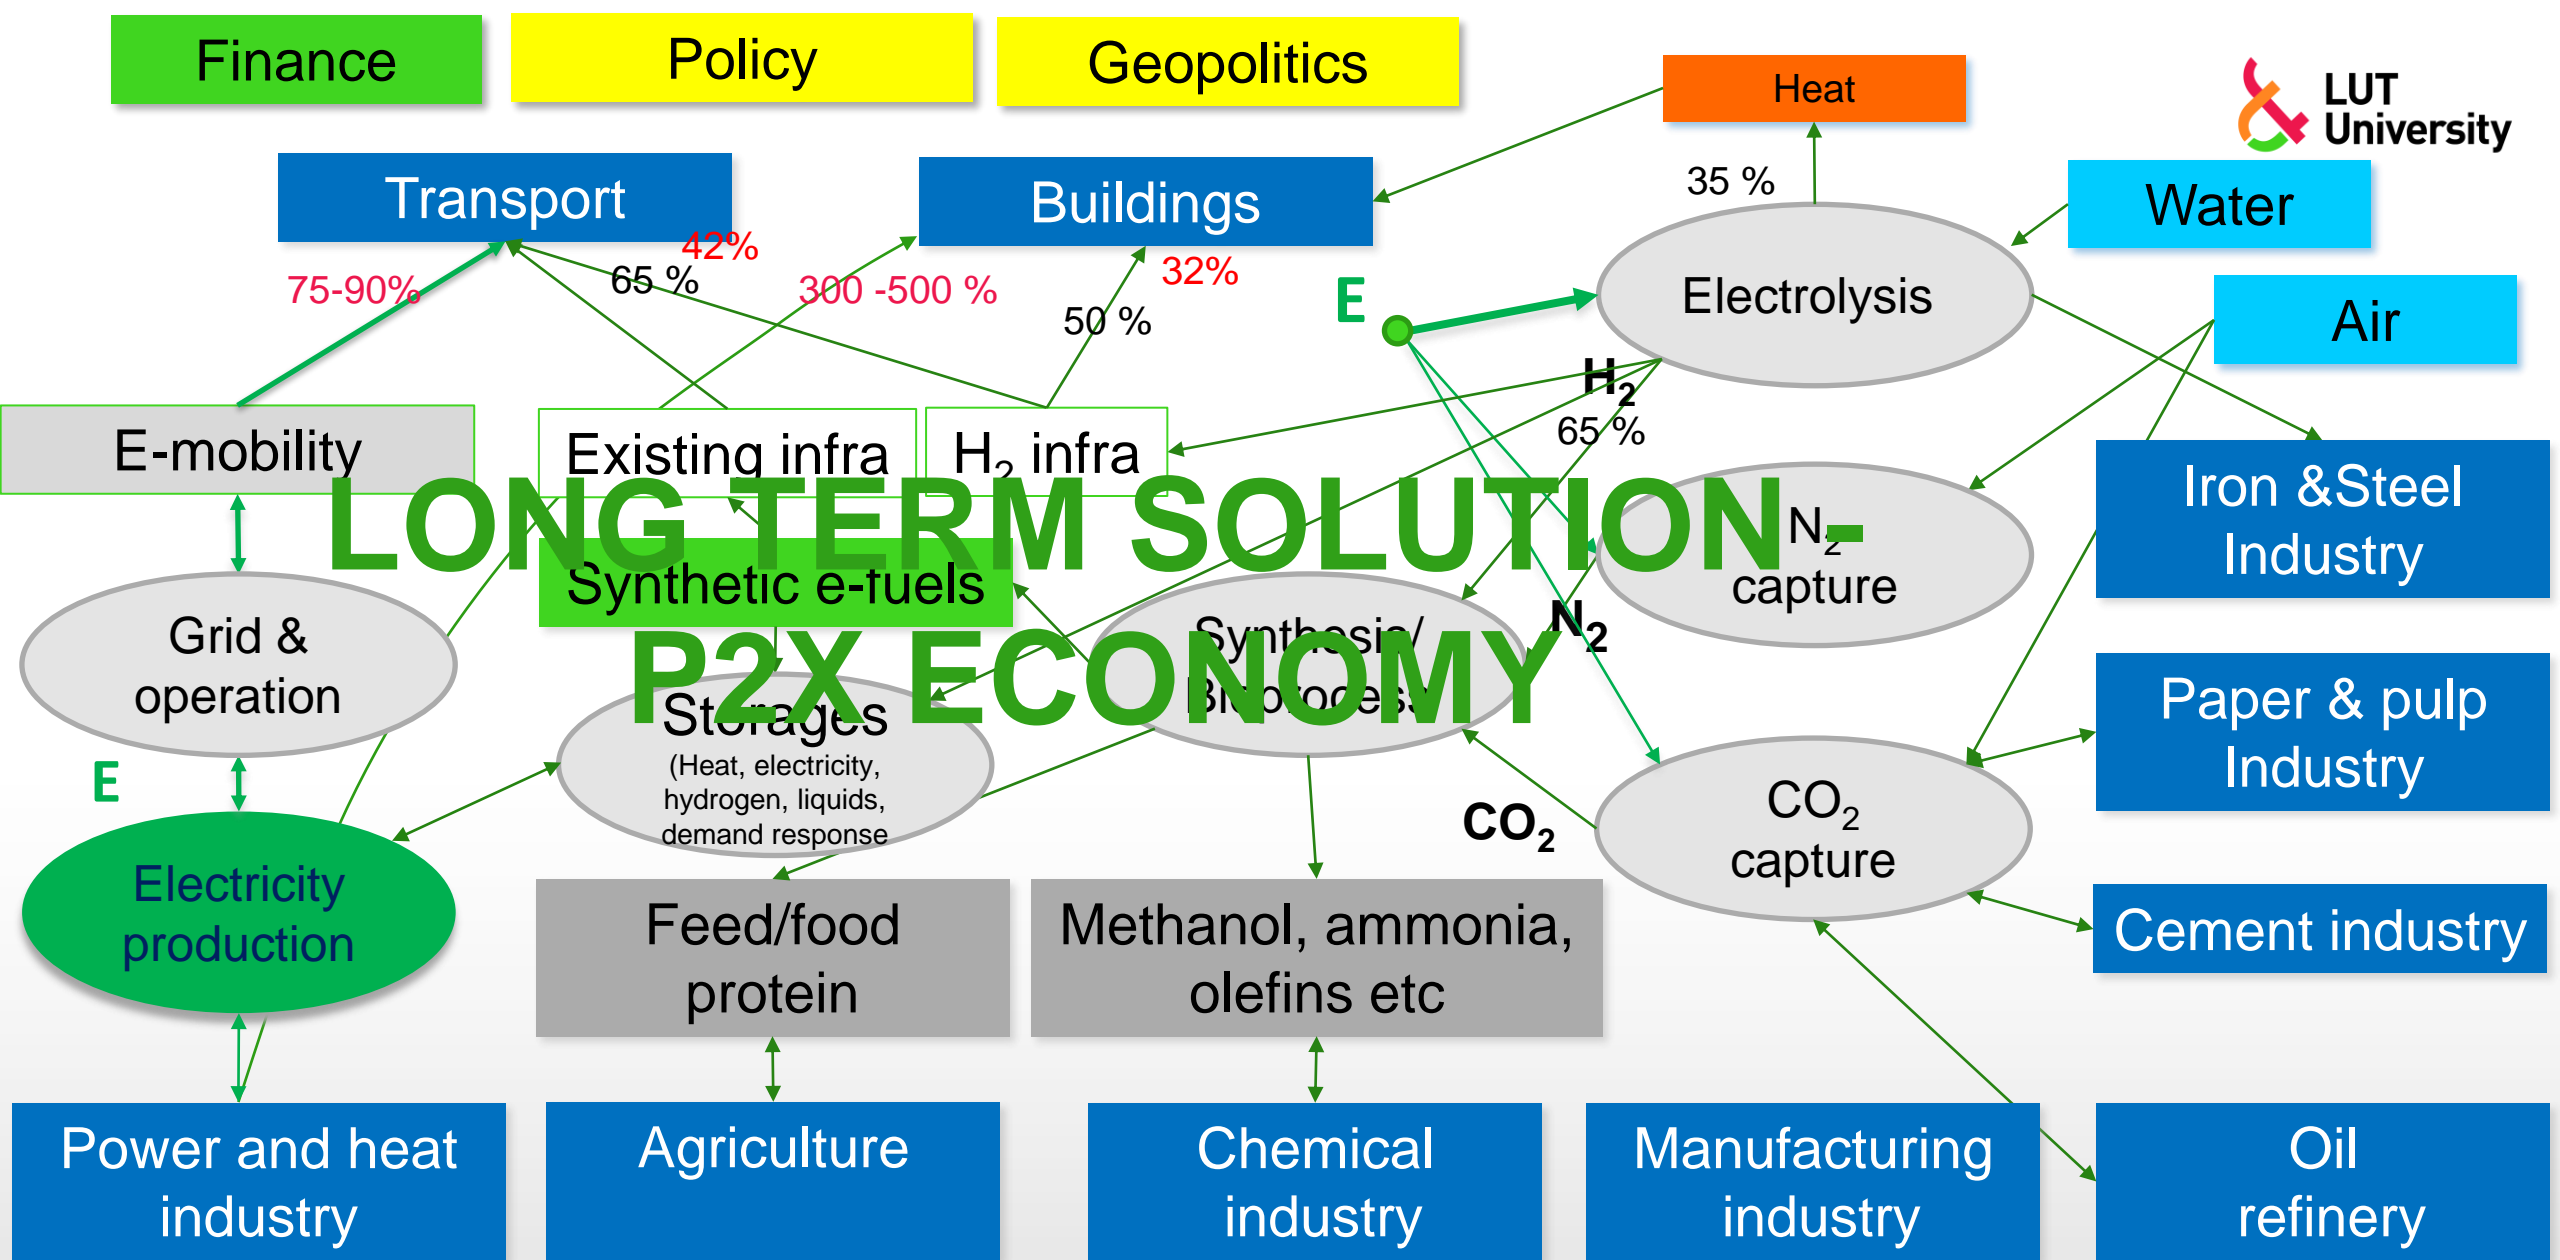 Finance
Policy
Geopolitics
Heat
LUT
University
Transport
Buildings
35 %
Water
42%
75-90%
65 %
300 -500 %
32%
50 %
E
Electrolysis
Air
H₂
65 %
E-mobility
Existing infra
H₂ infra
Iron &Steel
Industry
LONG TERM SOLUTION-
P2X ECONOMY
N₂
capture
Synthetic e-fuels
Grid &
operation
Synthesis/
Bioprocess
N₂
Storages
(Heat, electricity,
hydrogen, liquids,
demand response
Paper & pulp
Industry
E
CO₂
CO₂
capture
Electricity
production
Feed/food
protein
Methanol, ammonia,
olefins etc
Cement industry
Power and heat
industry
Agriculture
Chemical
industry
Manufacturing
industry
Oil
refinery